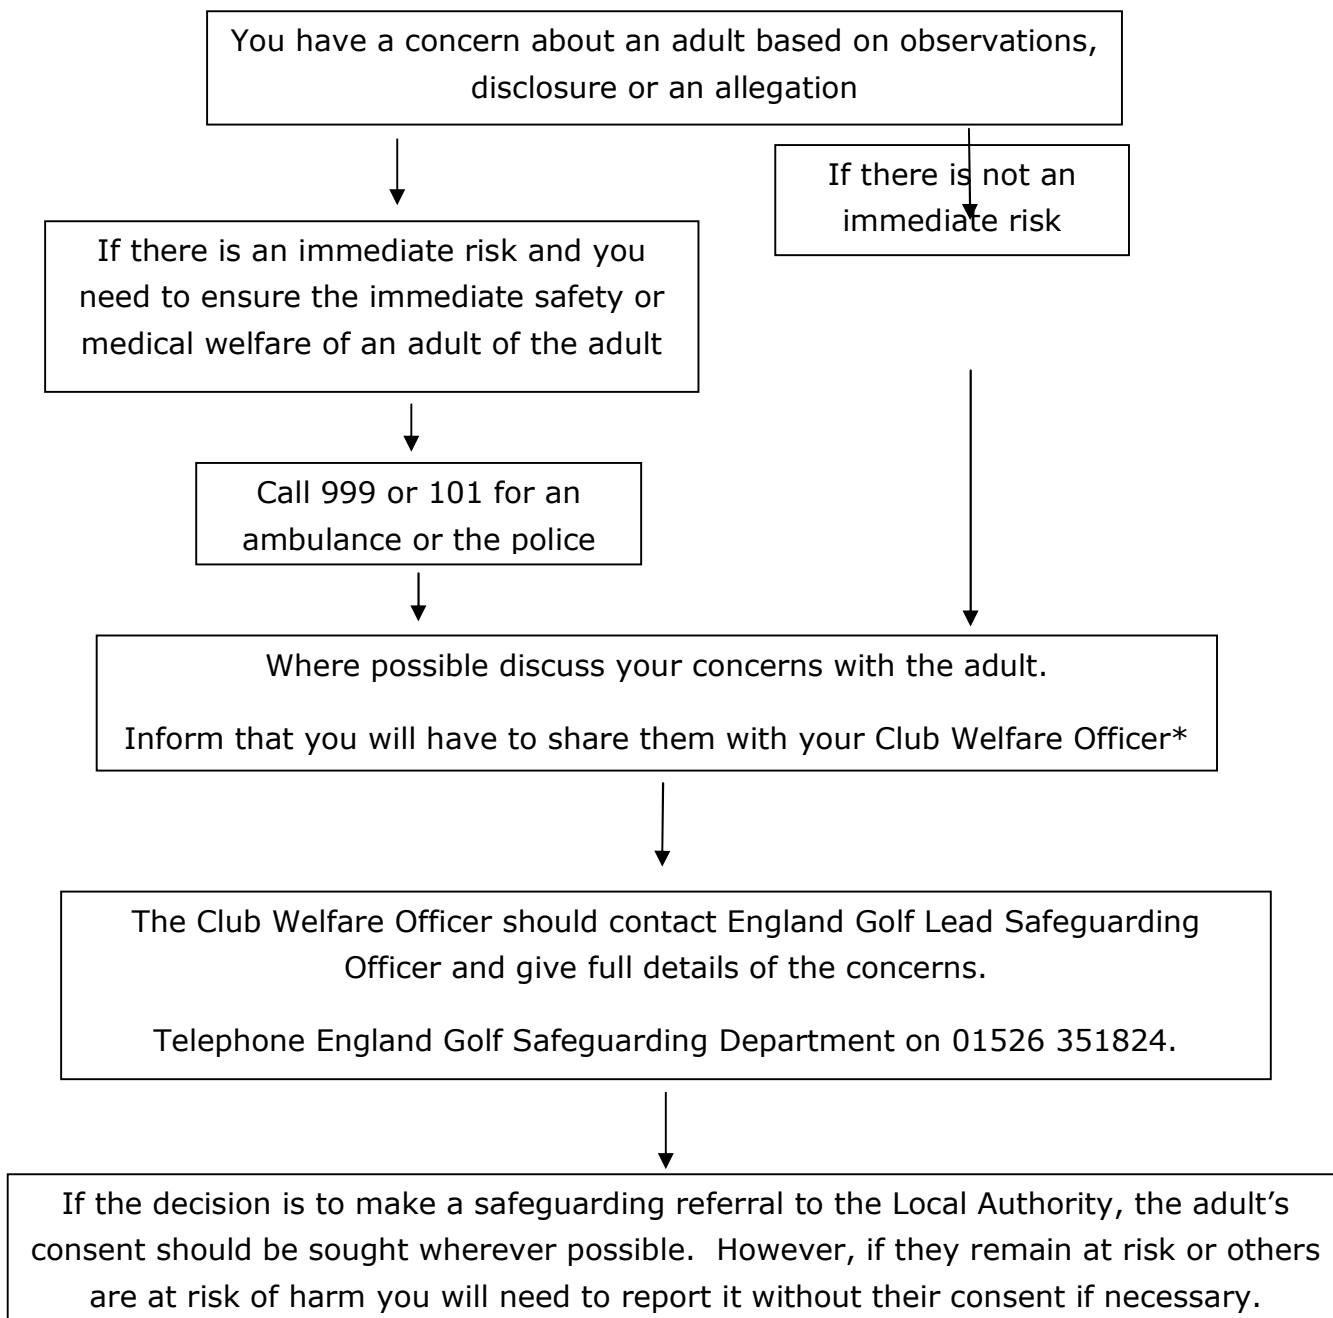 You have a concern about an adult based on observations,
disclosure or an allegation
If there is not an
immediate risk
If there is an immediate risk and you
need to ensure the immediate safety or
medical welfare of an adult of the adult
Call 999 or 101 for an
ambulance or the police
Where possible discuss your concerns with the adult.
Inform that you will have to share them with your Club Welfare Officer*
The Club Welfare Officer should contact England Golf Lead Safeguarding
Officer and give full details of the concerns.
Telephone England Golf Safeguarding Department on 01526 351824.
If the decision is to make a safeguarding referral to the Local Authority, the adult’s
consent should be sought wherever possible.  However, if they remain at risk or others
are at risk of harm you will need to report it without their consent if necessary.